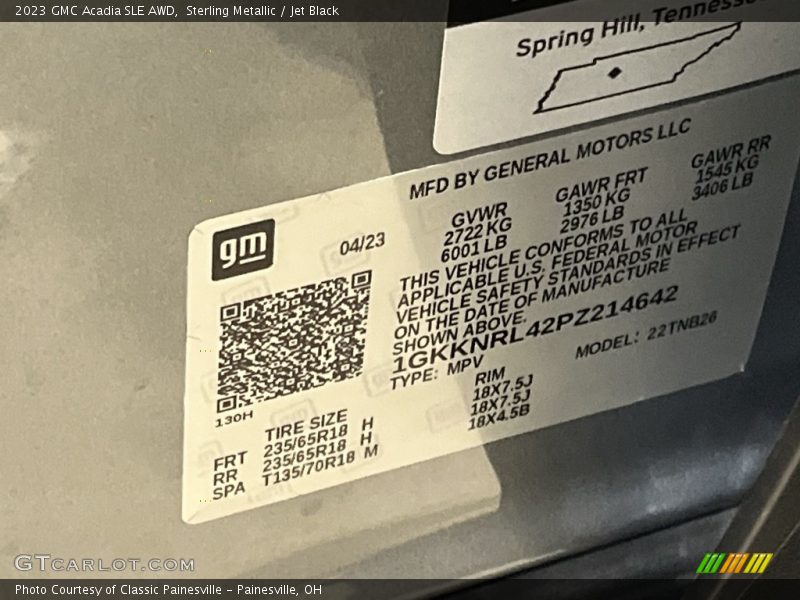 2023 GMC Acadia SLE AWD, Sterling Metallic / Jet Black
Spring Hill, Tennessee
MFD BY GENERAL MOTORS LLC
gm
04/23
GVWR
2722 KG
6001 LB
GAWR FRT
1350 KG
2976 LB
GAWR RR
1545 KG
3406 LB
THIS VEHICLE CONFORMS TO ALL
APPLICABLE U.S. FEDERAL MOTOR
VEHICLE SAFETY STANDARDS IN EFFECT
ON THE DATE OF MANUFACTURE
SHOWN ABOVE.
1GKKNRL42PZ214642
TYPE: MPV
MODEL: 22TNB26
130H
TIRE SIZE
RIM
FRT 235/65R18 H 18X7.5J
RR 235/65R18 H 18X7.5J
SPA T135/70R18 M 18X4.5B
GTCARLOT.COM
Photo Courtesy of Classic Painesville - Painesville, OH